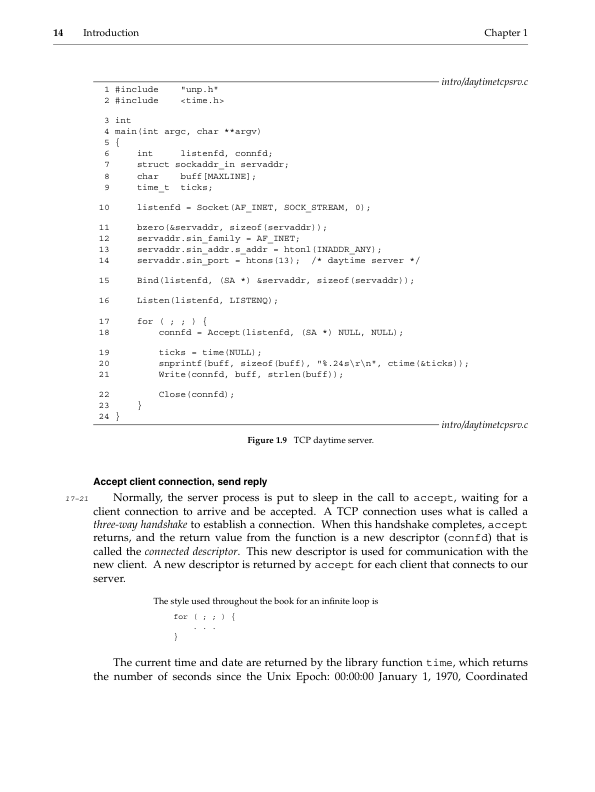 14 Introduction Chapter 1
intro/daytimetcpsrv.c
1 #include "unp.h"
2 #include <time.h>
3 int
4 main(int argc, char **argv)
5 {
6 int listenfd, connfd;
7 struct sockaddr_in servaddr;
8 char buff[MAXLINE];
9 time_t ticks;
10 listenfd = Socket(AF_INET, SOCK_STREAM, 0);
11 bzero(&servaddr, sizeof(servaddr));
12 servaddr.sin_family = AF_INET;
13 servaddr.sin_addr.s_addr = htonl(INADDR_ANY);
14 servaddr.sin_port = htons(13); /* daytime server */
15 Bind(listenfd, (SA *) &servaddr, sizeof(servaddr));
16 Listen(listenfd, LISTENQ);
17 for ( ; ; ) {
18 connfd = Accept(listenfd, (SA *) NULL, NULL);
19 ticks = time(NULL);
20 snprintf(buff, sizeof(buff), "%.24s\r\n", ctime(&ticks));
21 Write(connfd, buff, strlen(buff));
22 Close(connfd);
23 }
24 }
intro/daytimetcpsrv.c
Figure 1.9 TCP daytime server.
Accept client connection, send reply
17–21 Normally, the server process is put to sleep in the call to accept, waiting for a
client connection to arrive and be accepted. A TCP connection uses what is called a
three-way handshake to establish a connection. When this handshake completes, accept
returns, and the return value from the function is a new descriptor (connfd) that is
called the connected descriptor. This new descriptor is used for communication with the
new client. A new descriptor is returned by accept for each client that connects to our
server.
The style used throughout the book for an infinite loop is
for ( ; ; ) {
. . .
}
The current time and date are returned by the library function time, which returns
the number of seconds since the Unix Epoch: 00:00:00 January 1, 1970, Coordinated